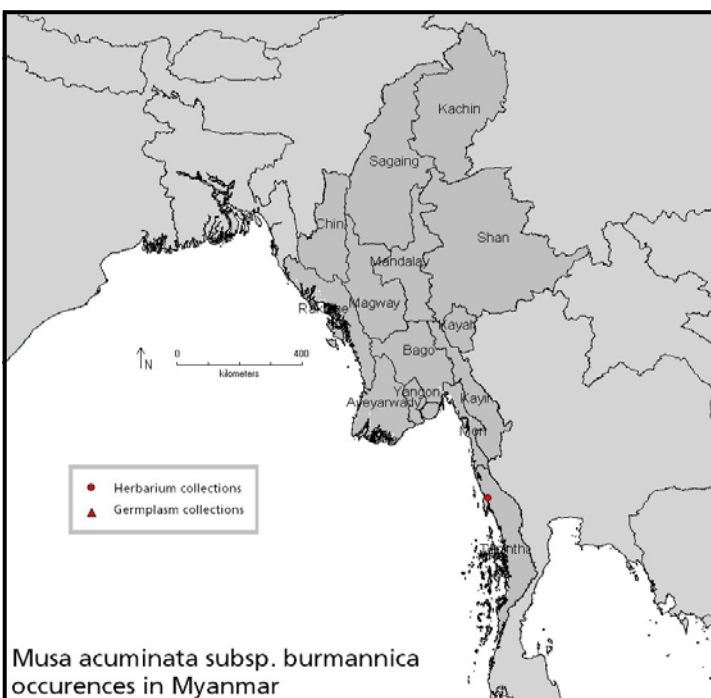 Kachin
Sagaing
Chin
Shan
Mandalay
Magway
Kayah
Bago
Yangon
Ayeyarwady
Kayin
Mon
N
0 400
kilometers
Herbarium collections
Germplasm collections
Musa acuminata subsp. burmannica
occurences in Myanmar